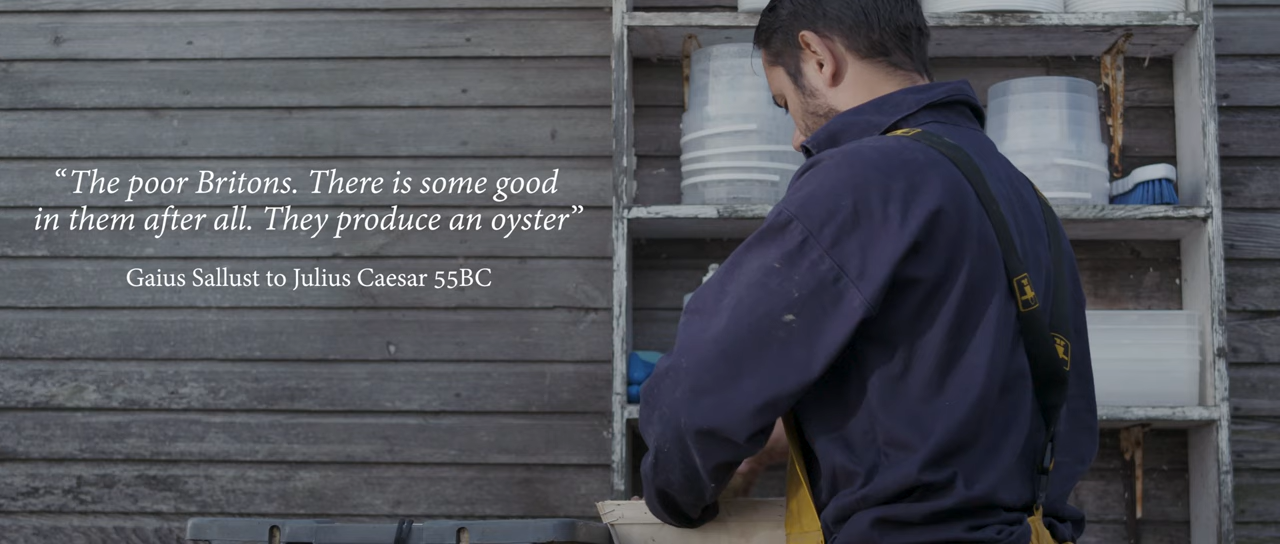 “The poor Britons. There is some good
in them after all. They produce an oyster”
Gaius Sallust to Julius Caesar 55BC